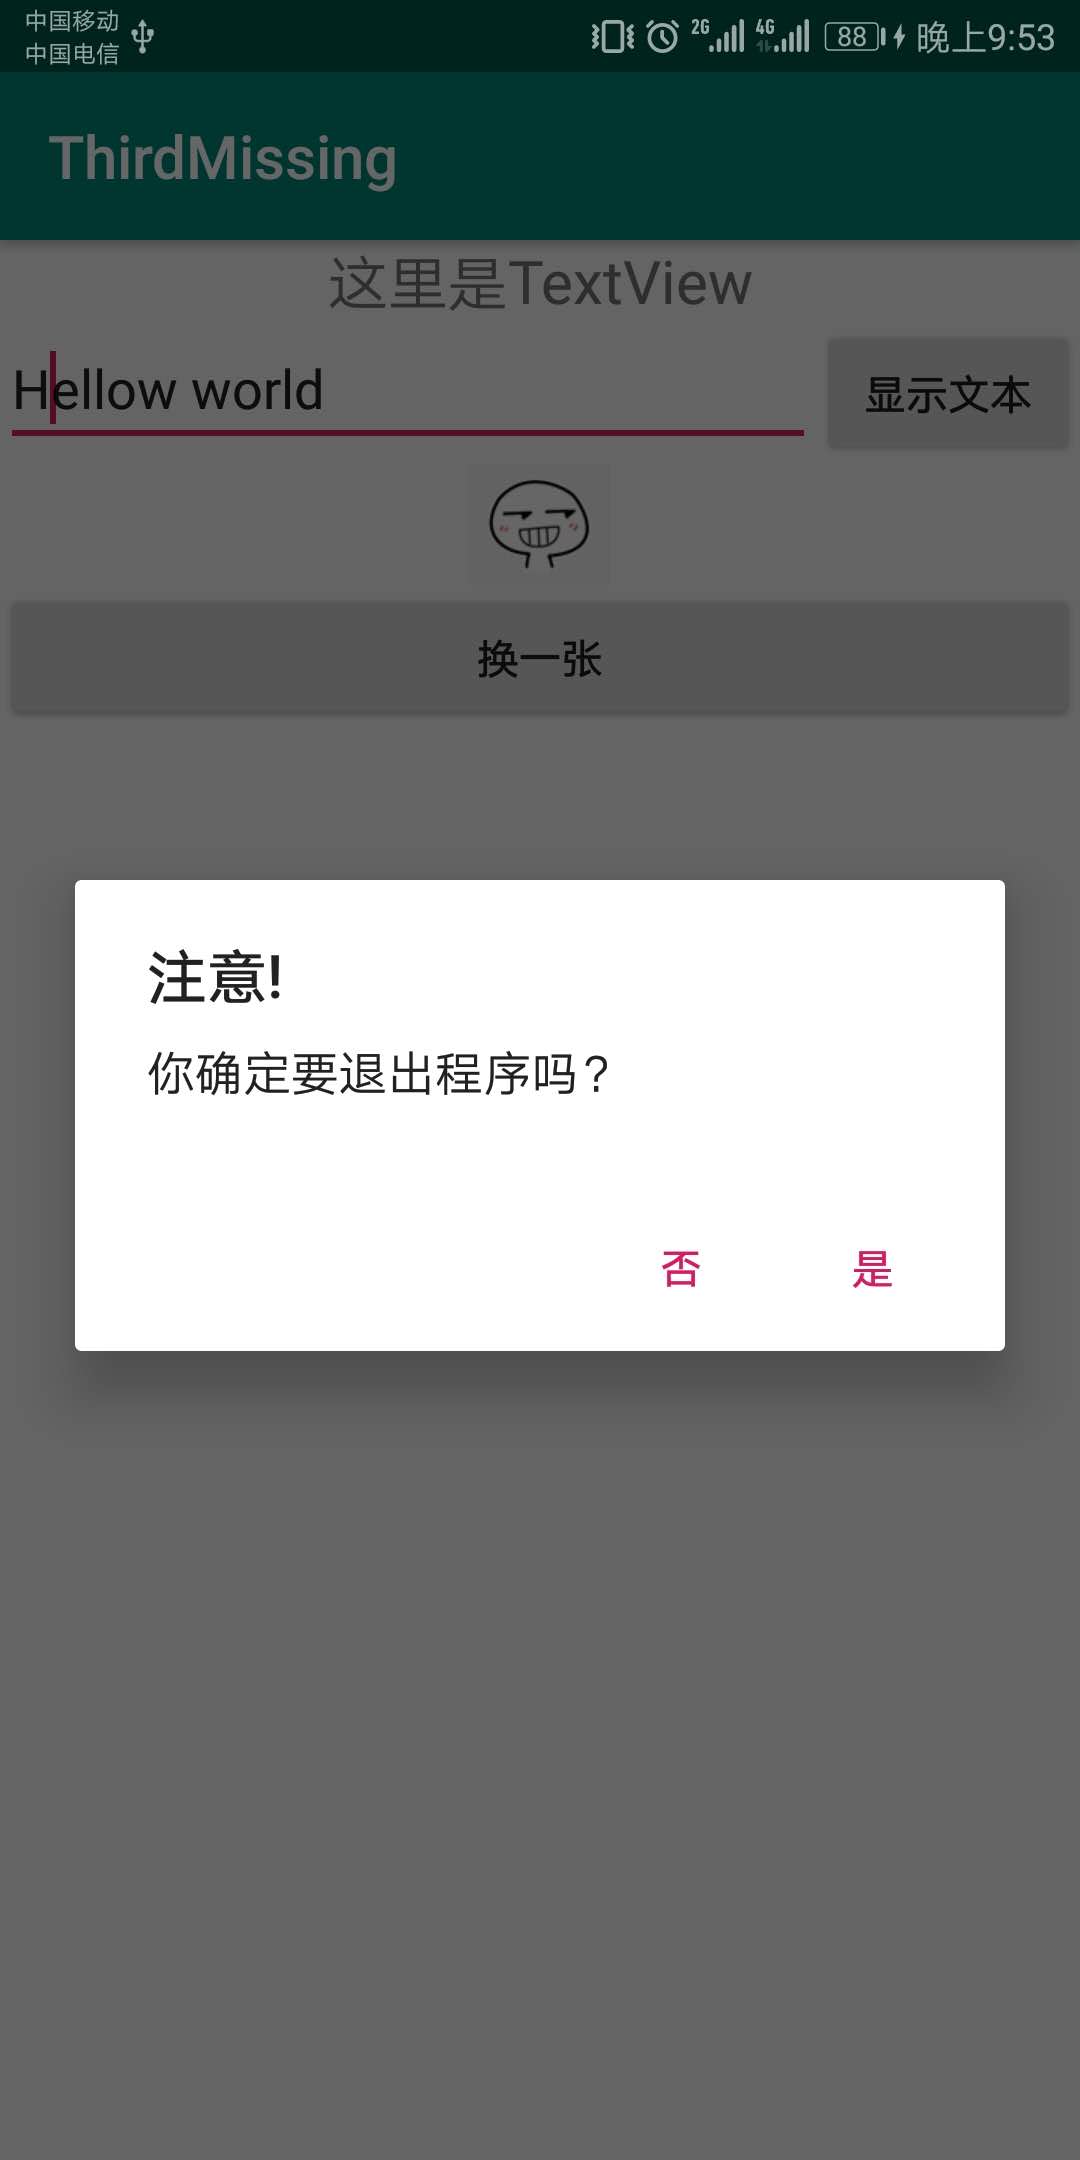 中国移动
中国电信
2G 4G 88 晚上9:53
ThirdMissing
这里是TextView
Hellow world
显示文本
换一张
注意!
你确定要退出程序吗？
否 是